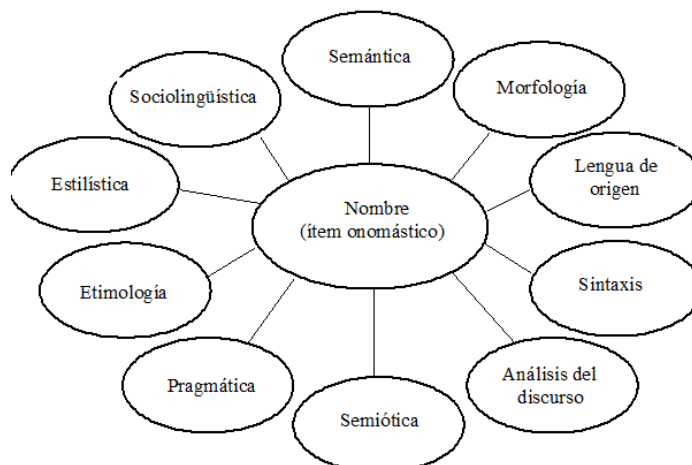 Semántica
Sociolingüística
Morfología
Lengua de
origen
Estilística
Nombre
(ítem onomástico)
Etimología
Sintaxis
Pragmática
Análisis del
discurso
Semiótica